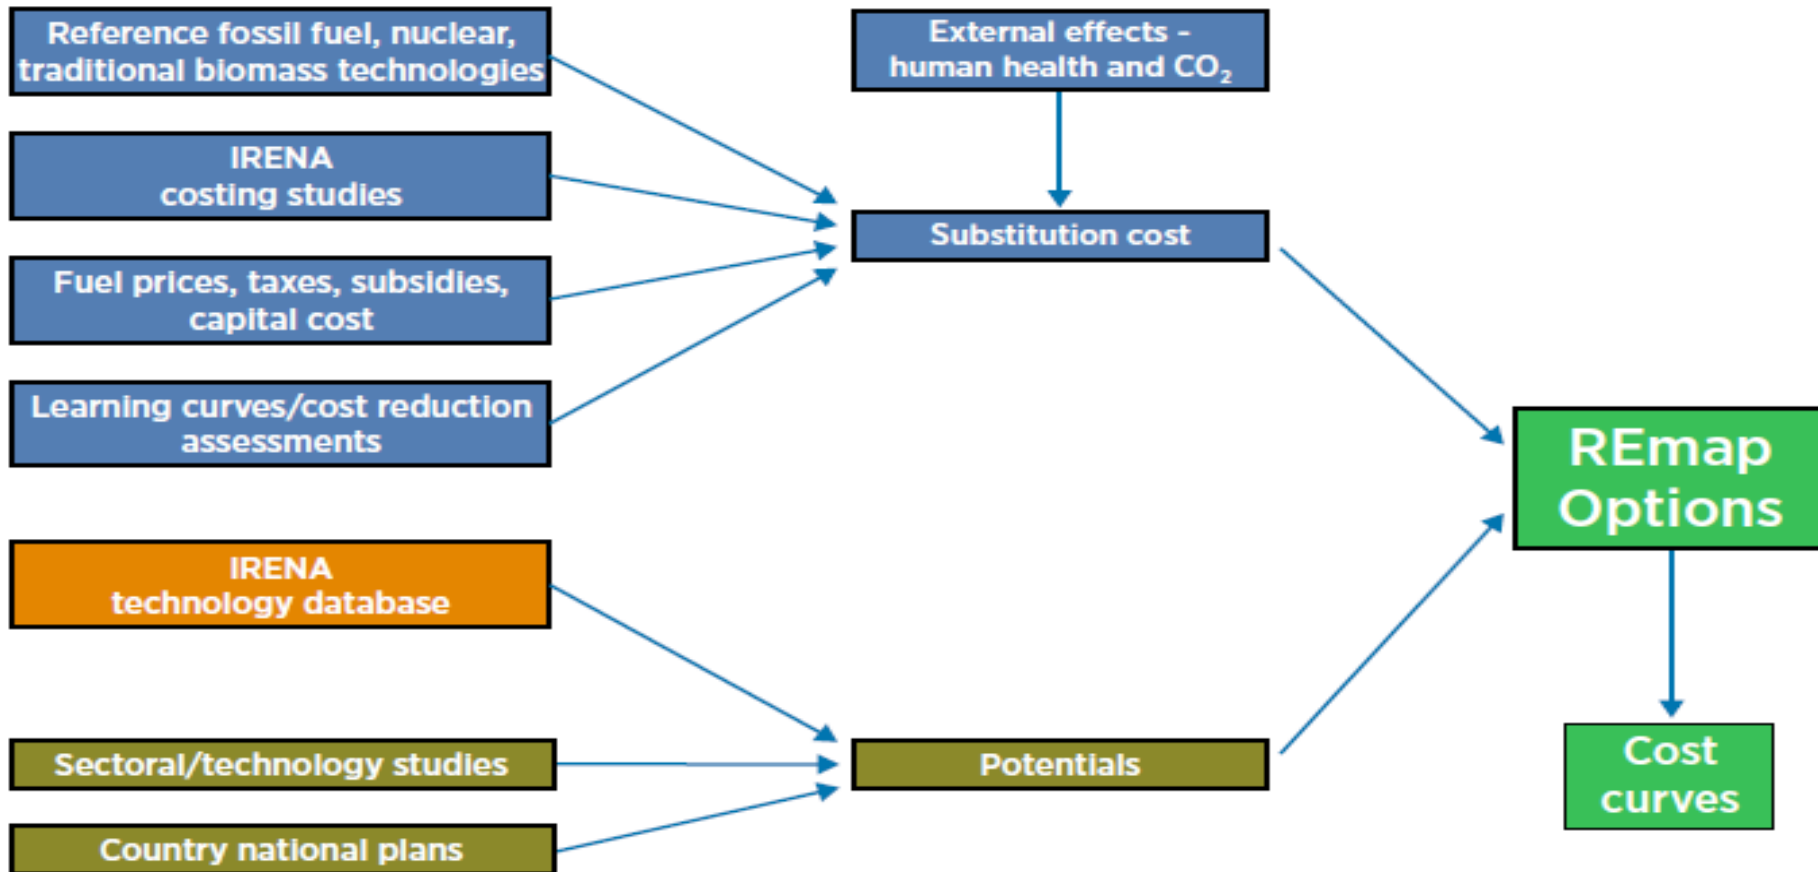 Reference fossil fuel, nuclear,
traditional biomass technologies
IRENA
costing studies
Fuel prices, taxes, subsidies,
capital cost
Learning curves/cost reduction
assessments
IRENA
technology database
Sectoral/technology studies
Country national plans
External effects -
human health and CO₂
Substitution cost
Potentials
REmap
Options
Cost
curves